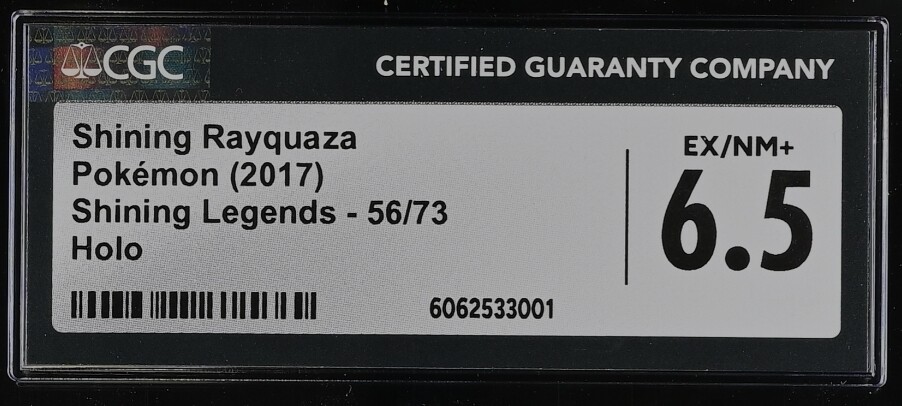 CGC
CERTIFIED GUARANTY COMPANY
Shining Rayquaza
Pokémon (2017)
Shining Legends - 56/73
Holo
6062533001
EX/NM+
6.5